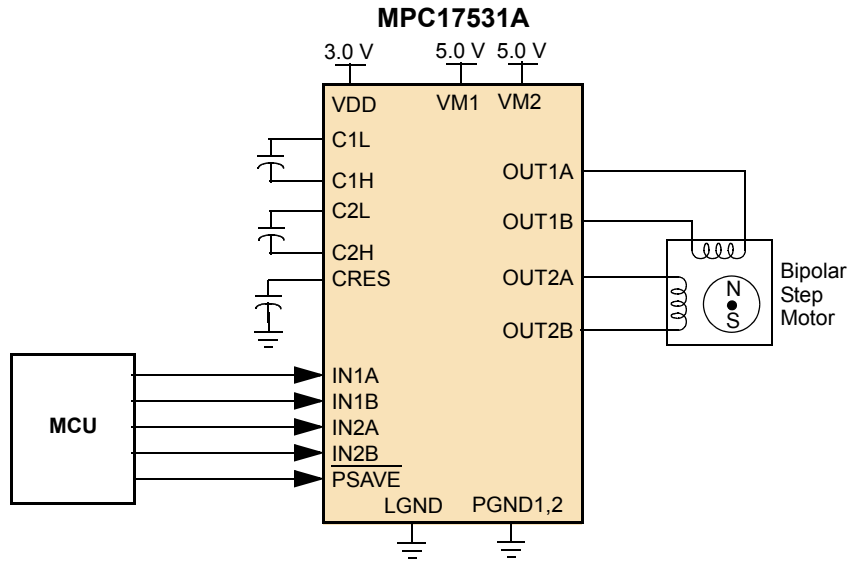 MPC17531A
3.0 V
5.0 V
5.0 V
VDD
VM1
VM2
C1L
C1H
C2L
C2H
CRES
OUT1A
OUT1B
OUT2A
OUT2B
N
S
Bipolar
Step
Motor
MCU
IN1A
IN1B
IN2A
IN2B
PSAVE
LGND
PGND1,2